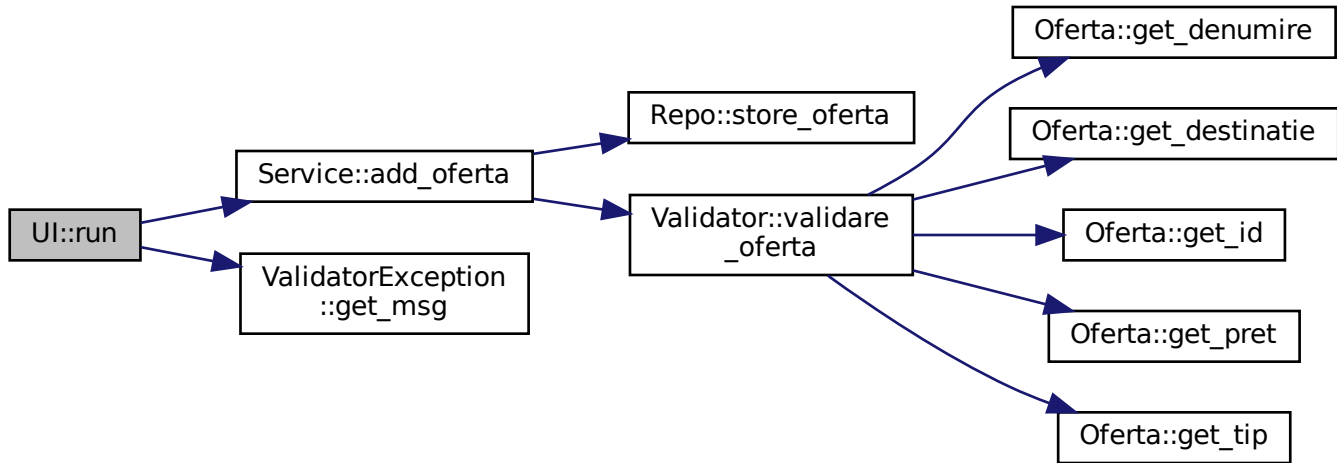 UI::run
Service::add_oferta
ValidatorException
::get_msg
Repo::store_oferta
Validator::validare
_oferta
Oferta::get_denumire
Oferta::get_destinatie
Oferta::get_id
Oferta::get_pret
Oferta::get_tip